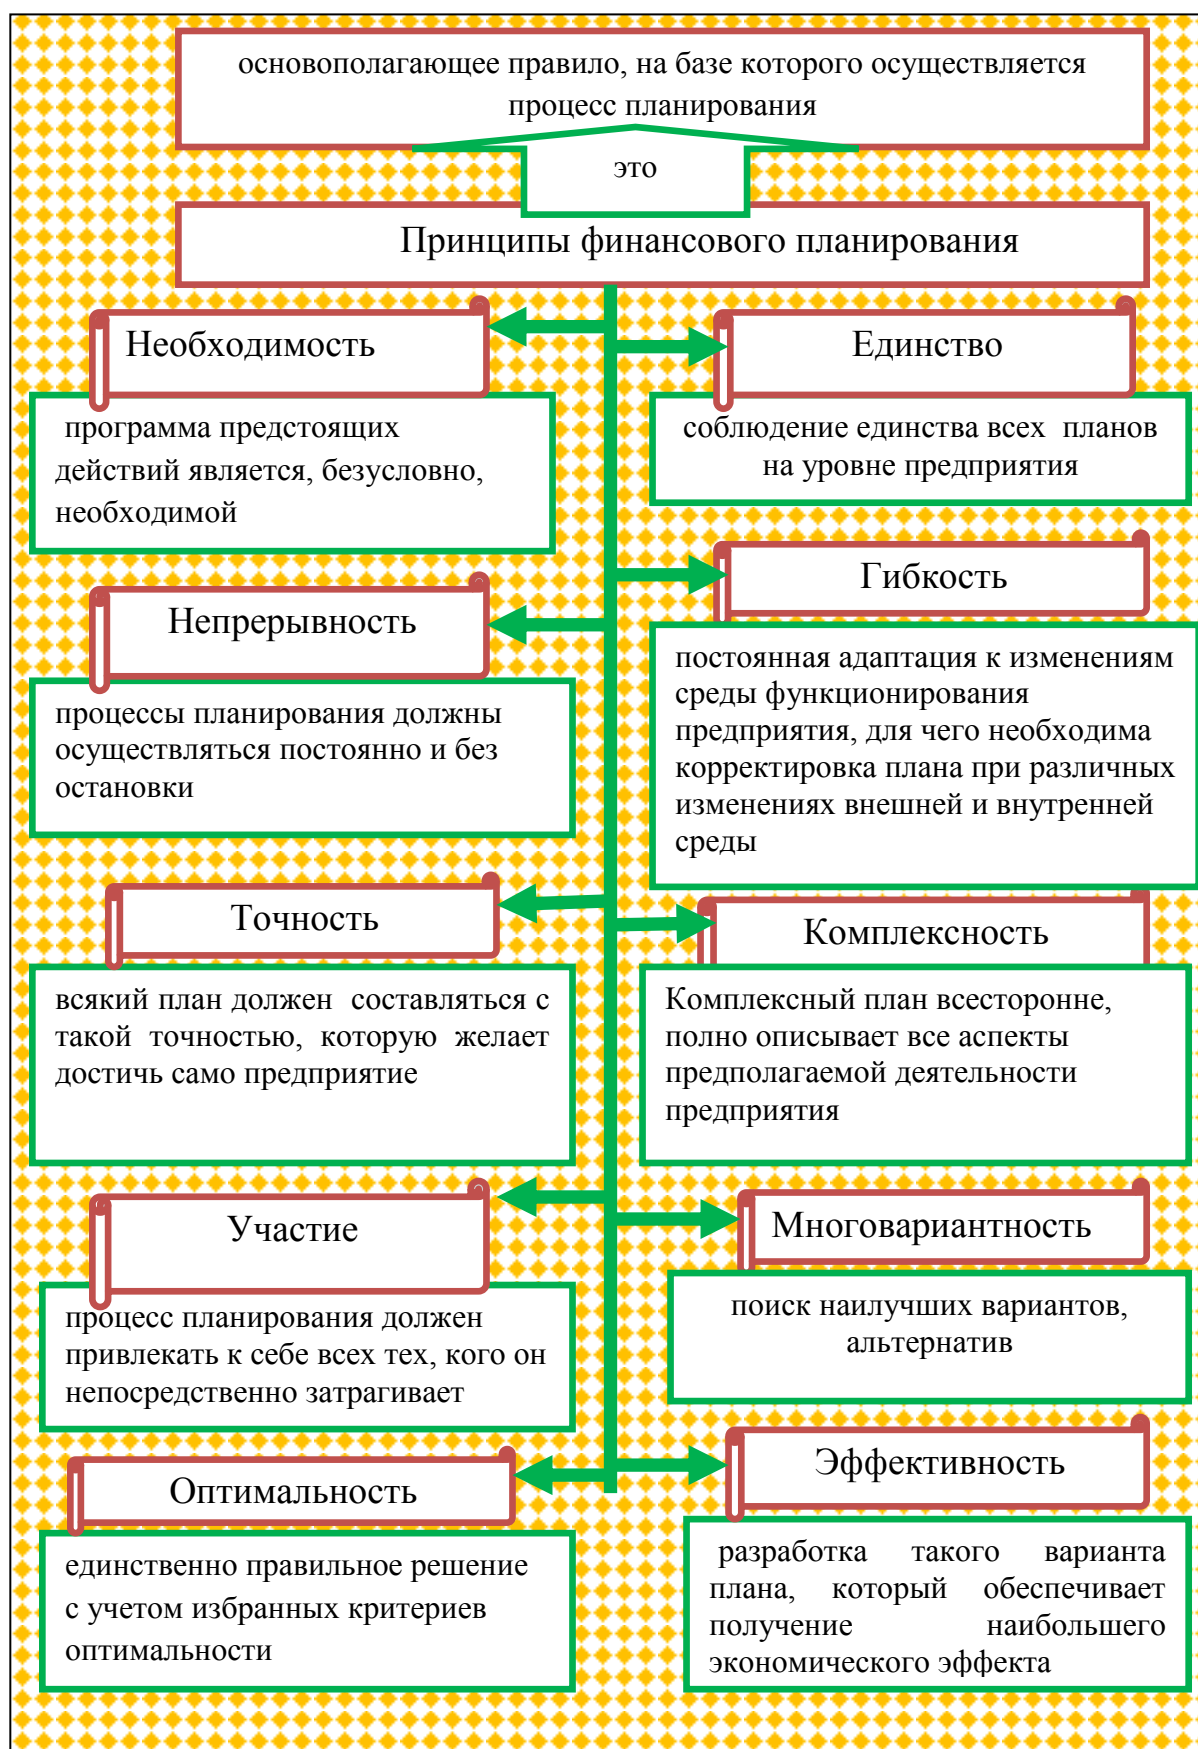 основополагающее правило, на базе которого осуществляется
процесс планирования
это
Принципы финансового планирования
Необходимость
программа предстоящих
действий является, безусловно,
необходимой
Единство
соблюдение единства всех планов
на уровне предприятия
Непрерывность
процессы планирования должны
осуществляться постоянно и без
остановки
Гибкость
постоянная адаптация к изменениям
среды функционирования
предприятия, для чего необходима
корректировка плана при различных
изменениях внешней и внутренней
среды
Точность
всякий план должен составляться с
такой точностью, которую желает
достичь само предприятие
Комплексность
Комплексный план всесторонне,
полно описывает все аспекты
предполагаемой деятельности
предприятия
Участие
процесс планирования должен
привлекать к себе всех тех, кого он
непосредственно затрагивает
Многовариантность
поиск наилучших вариантов,
альтернатив
Оптимальность
единственно правильное решение
с учетом избранных критериев
оптимальности
Эффективность
разработка такого варианта
плана, который обеспечивает
получение наибольшего
экономического эффекта